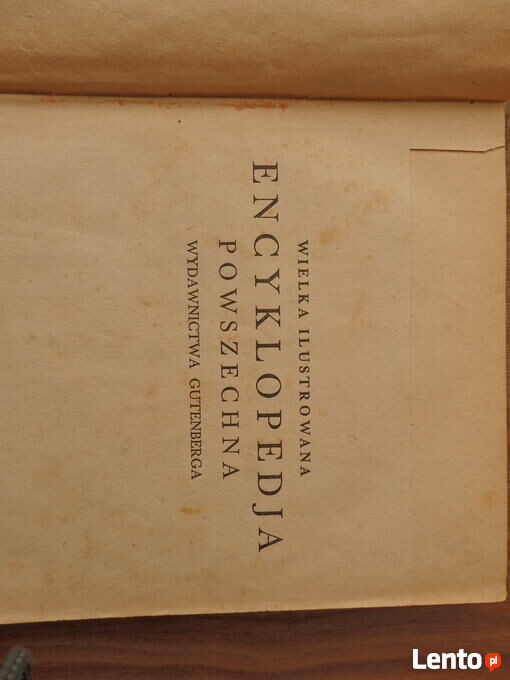 WIELKA ILUSTROWANA
ENCYKLOPEDJA
POWSZECHNA
WYDAWNICTWA GUTENBERGA
Lento.pl